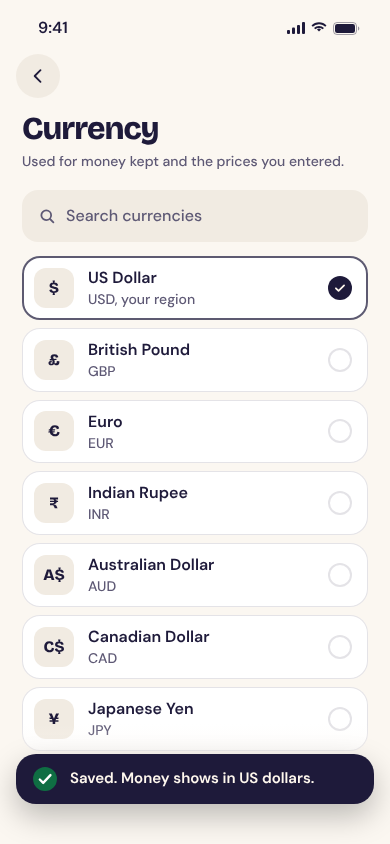 9:41
Currency
Used for money kept and the prices you entered.
Search currencies
$
US Dollar
USD, your region
£
British Pound
GBP
€
Euro
EUR
₹
Indian Rupee
INR
A$
Australian Dollar
AUD
C$
Canadian Dollar
CAD
¥
Japanese Yen
JPY
Saved. Money shows in US dollars.